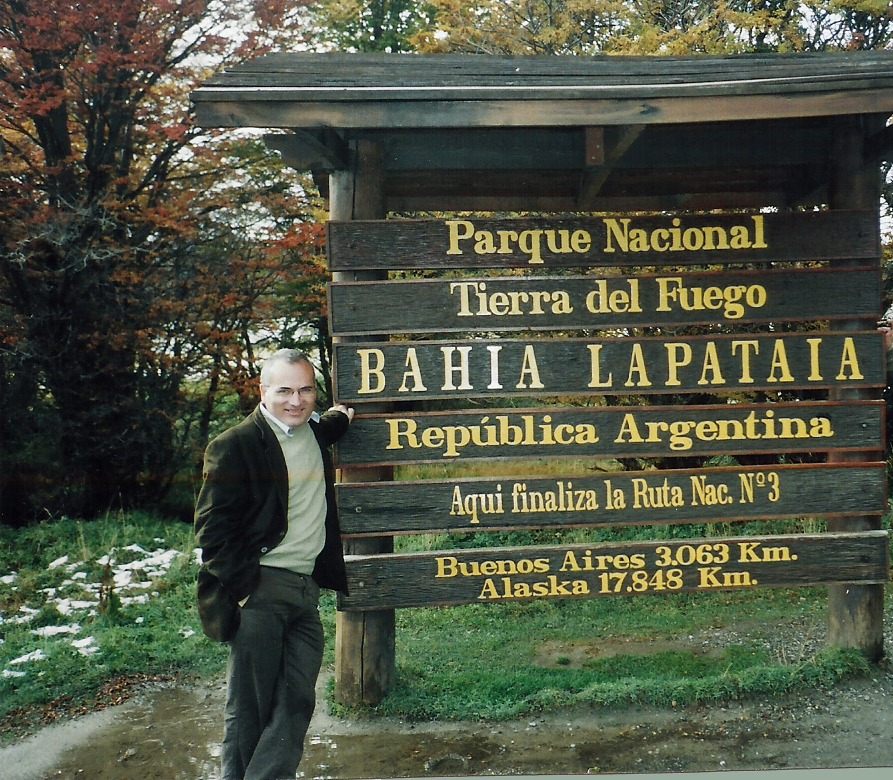 Parque Nacional
Tierra del Fuego
BAHIA LAPATAIA
República Argentina
Aqui finaliza la Ruta Nac. Nº3
Buenos Aires 3.063 Km.
Alaska 17.848 Km.